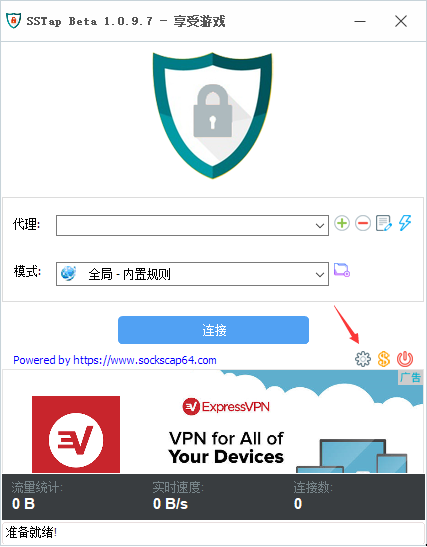 SSTap Beta 1.0.9.7 - 享受游戏
代理:
模式:
全局 - 内置规则
连接
Powered by https://www.sockscap64.com
广告
ExpressVPN
VPN for All of
Your Devices
流量统计: 实时速度: 连接数:
0 B 0 B/s 0
准备就绪!